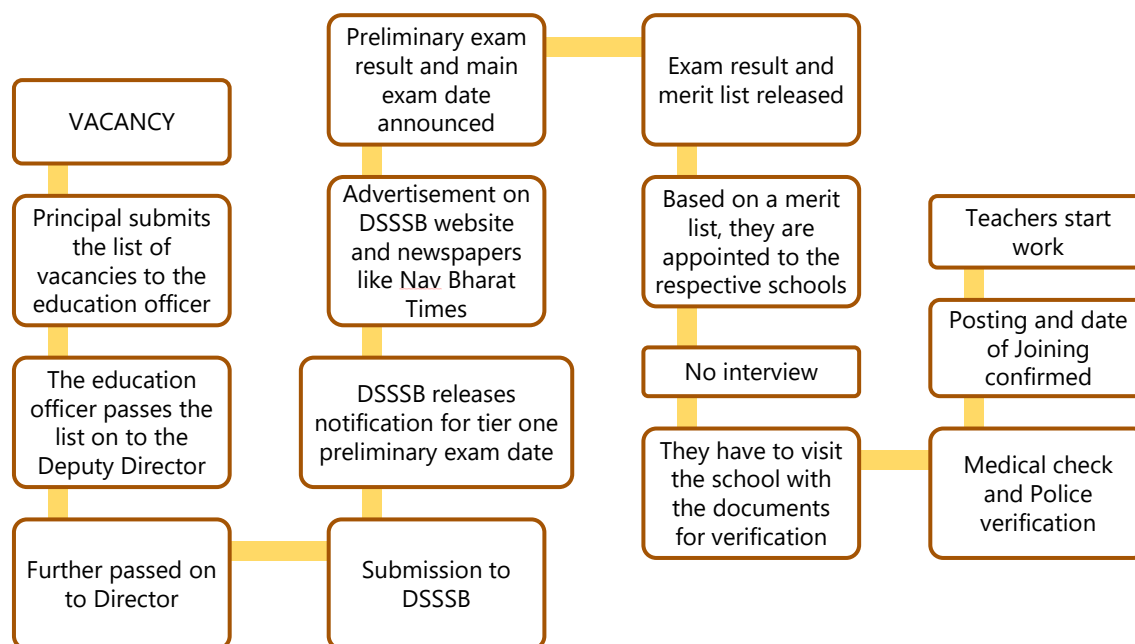 VACANCY
Principal submits
the list of
vacancies to the
education officer
The education
officer passes the
list on to the
Deputy Director
Further passed on
to Director
Submission to
DSSSB
DSSSB releases
notification for tier one
preliminary exam date
Advertisement on
DSSSB website
and newspapers
like Nav Bharat
Times
Preliminary exam
result and main
exam date
announced
Exam result and
merit list released
Based on a merit
list, they are
appointed to the
respective schools
No interview
They have to visit
the school with
the documents
for verification
Medical check
and Police
verification
Posting and date
of Joining
confirmed
Teachers start
work